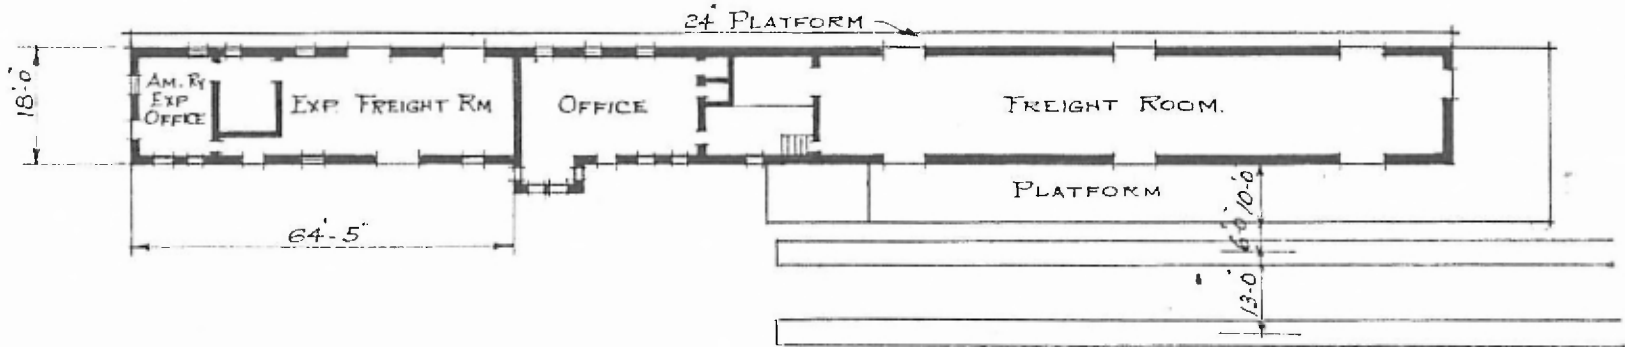 24" PLATFORM
18'-0"
AM. RY
EXP
OFFICE
EXP. FREIGHT RM
OFFICE
FREIGHT ROOM.
PLATFORM
10'-0"
6'-0"
13'-0"
64'-5"